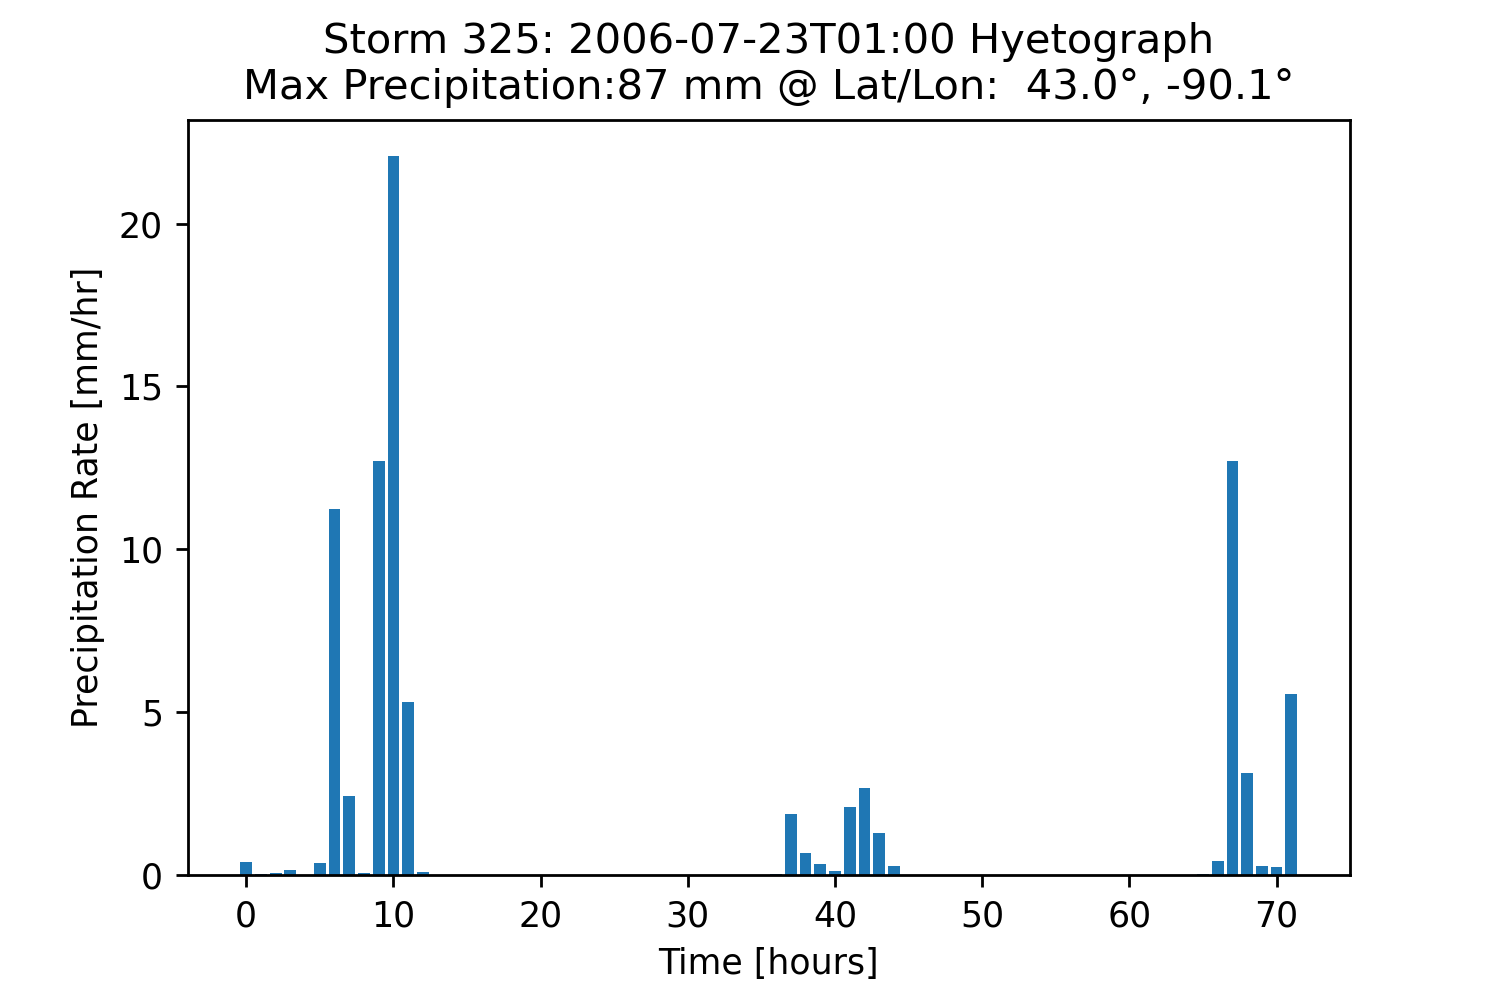 Storm 325: 2006-07-23T01:00 Hyetograph
Max Precipitation:87 mm @ Lat/Lon:  43.0°, -90.1°
Precipitation Rate [mm/hr]
20
15
10
5
0
0 10 20 30 40 50 60 70
Time [hours]